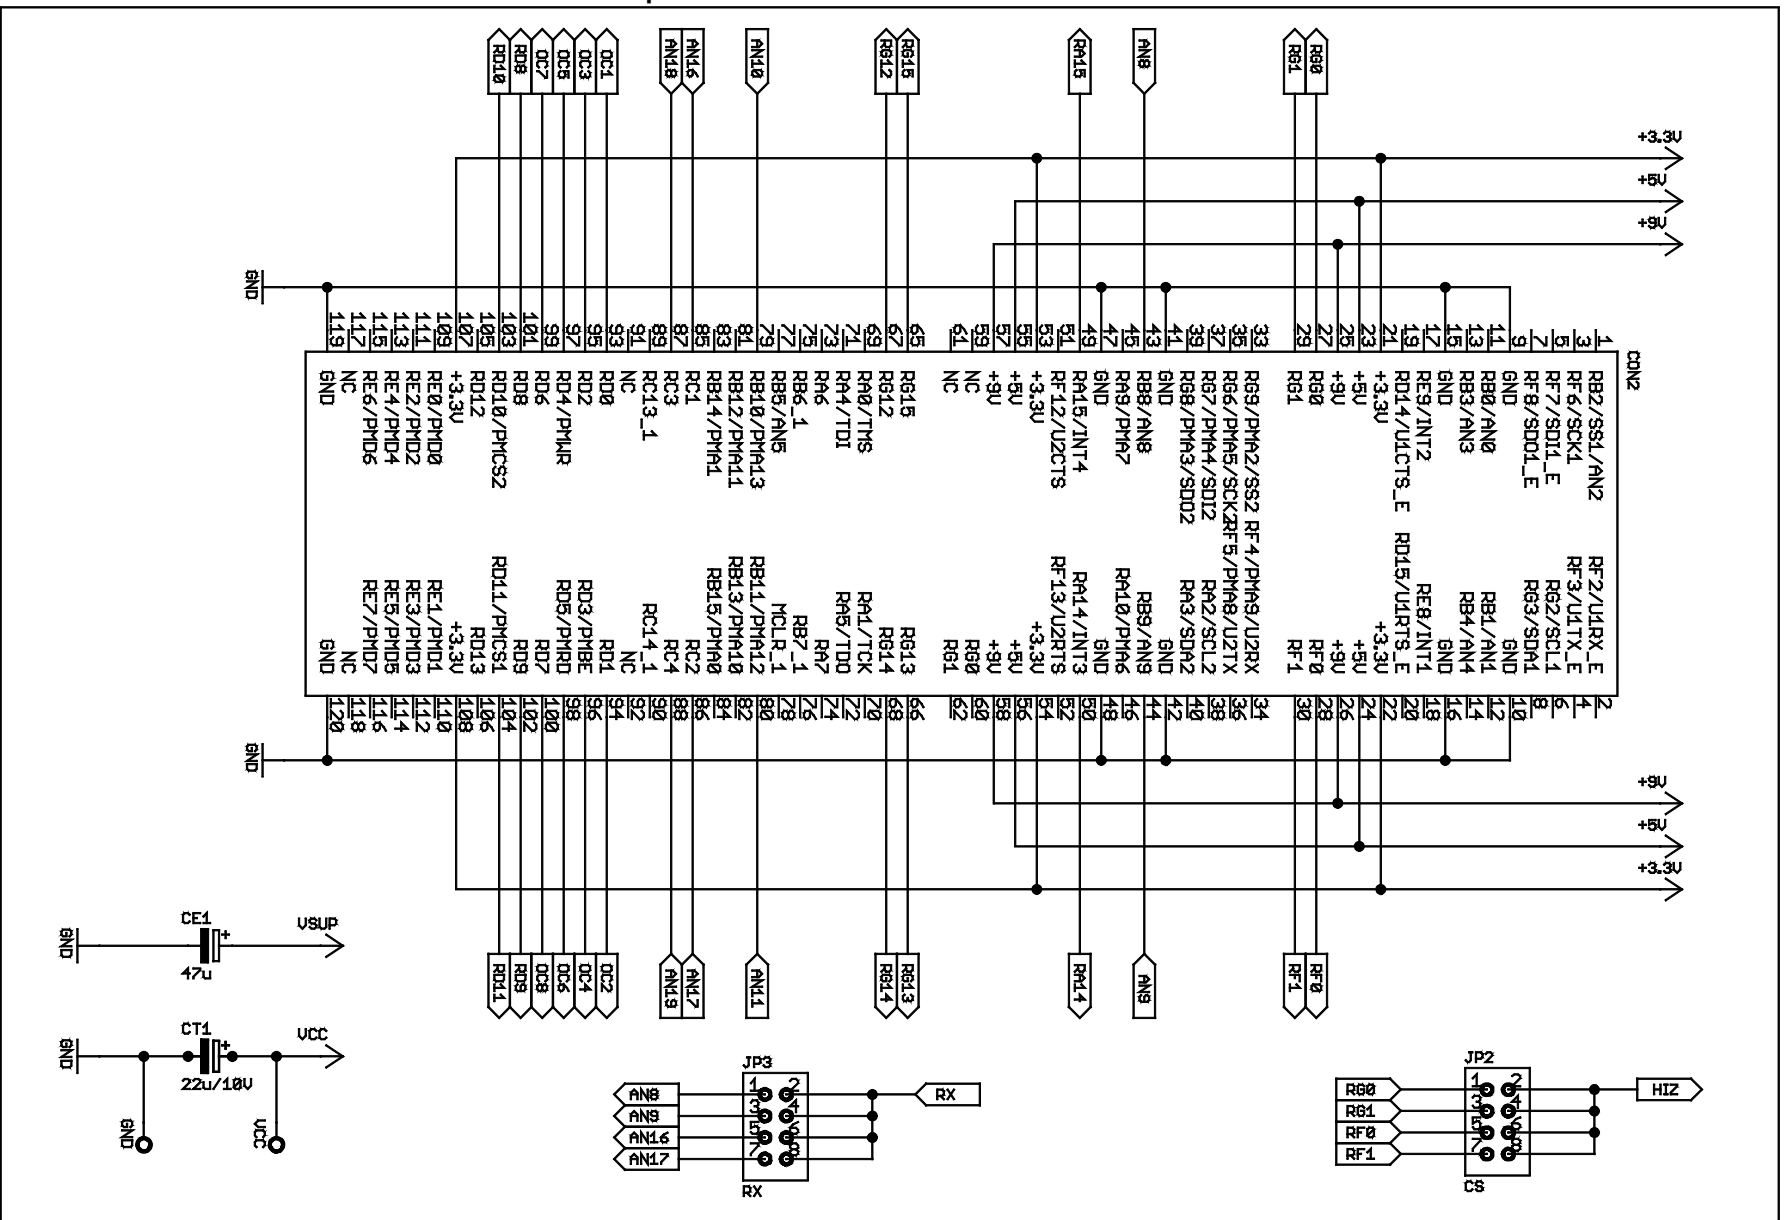 RD10
RD8
OC7
OC5
OC3
OC1
AN18
AN16
AN10
RG12
RG15
RA15
AN8
RG1
RG0
+3.3V
+5V
+9V
GND
119
117
115
113
111
109
107
105
103
101
99
97
95
93
91
89
87
85
83
81
79
77
75
73
71
69
67
65
61
59
57
55
53
51
49
47
45
43
41
39
37
35
33
29
27
25
23
21
19
17
15
13
11
9
7
5
3
1
CON2
GND
NC
RE6/PMD6
RE4/PMD4
RE2/PMD2
RE0/PMD0
+3.3V
RD12
RD10/PMCS2
RD8
RD6
RD4/PMWR
RD2
RD0
NC
RC13_1
RC3
RC1
RB14/PMA1
RB12/PMA11
RB10/PMA13
RB5/AN5
RB6_1
RA6
RA4/TDI
RA0/TMS
RG12
RG15
NC
NC
+9V
+5V
+3.3V
RF12/U2CTS
RA15/INT4
GND
RA9/PMA7
RB8/AN8
GND
RG8/PMA3/SDO2
RG7/PMA4/SDI2
RG6/PMA5/SCK2
RG9/PMA2/SS2
RG1
RG0
+9V
+5V
+3.3V
RD14/U1CTS_E
RE9/INT2
GND
RB3/AN3
RB0/AN0
GND
RF8/SDO1_E
RF7/SDI1_E
RF6/SCK1
RB2/SS1/AN2
GND
NC
RE7/PMD7
RE5/PMD5
RE3/PMD3
RE1/PMD1
+3.3V
RD13
RD11/PMCS1
RD9
RD7
RD5/PMRD
RD3/PMBE
RD1
NC
RC14_1
RC4
RC2
RB15/PMA0
RB13/PMA10
RB11/PMA12
MCLR_1
RB7_1
RA7
RA5/TDO
RA1/TCK
RG14
RG13
RG1
RG0
+9V
+5V
+3.3V
RF13/U2RTS
RA14/INT3
GND
RA10/PMA6
RB9/AN9
GND
RA3/SDA2
RA2/SCL2
RF5/PMA8/U2TX
RF4/PMA9/U2RX
RF1
RF0
+9V
+5V
+3.3V
RD15/U1RTS_E
RE8/INT1
GND
RB4/AN4
RB1/AN1
GND
RG3/SDA1
RG2/SCL1
RF3/U1TX_E
RF2/U1RX_E
120
118
116
114
112
110
108
106
104
102
100
98
96
94
92
90
88
86
84
82
80
78
76
74
72
70
68
66
62
60
58
56
54
52
50
48
46
44
42
40
38
36
34
30
28
26
24
22
20
18
16
14
12
10
8
6
4
2
GND
+9V
+5V
+3.3V
RD11
RD9
OC8
OC6
OC4
OC2
AN19
AN17
AN11
RG14
RG13
RA14
AN9
RF1
RF0
CE1
GND
+
VSUP
47u
CT1
GND
+
VCC
22u/10V
GND
VCC
JP3
AN8 1 2 RX
AN9 3 4
AN16 5 6
AN17 7 8
RX
JP2
RG0 1 2 HIZ
RG1 3 4
RF0 5 6
RF1 7 8
CS